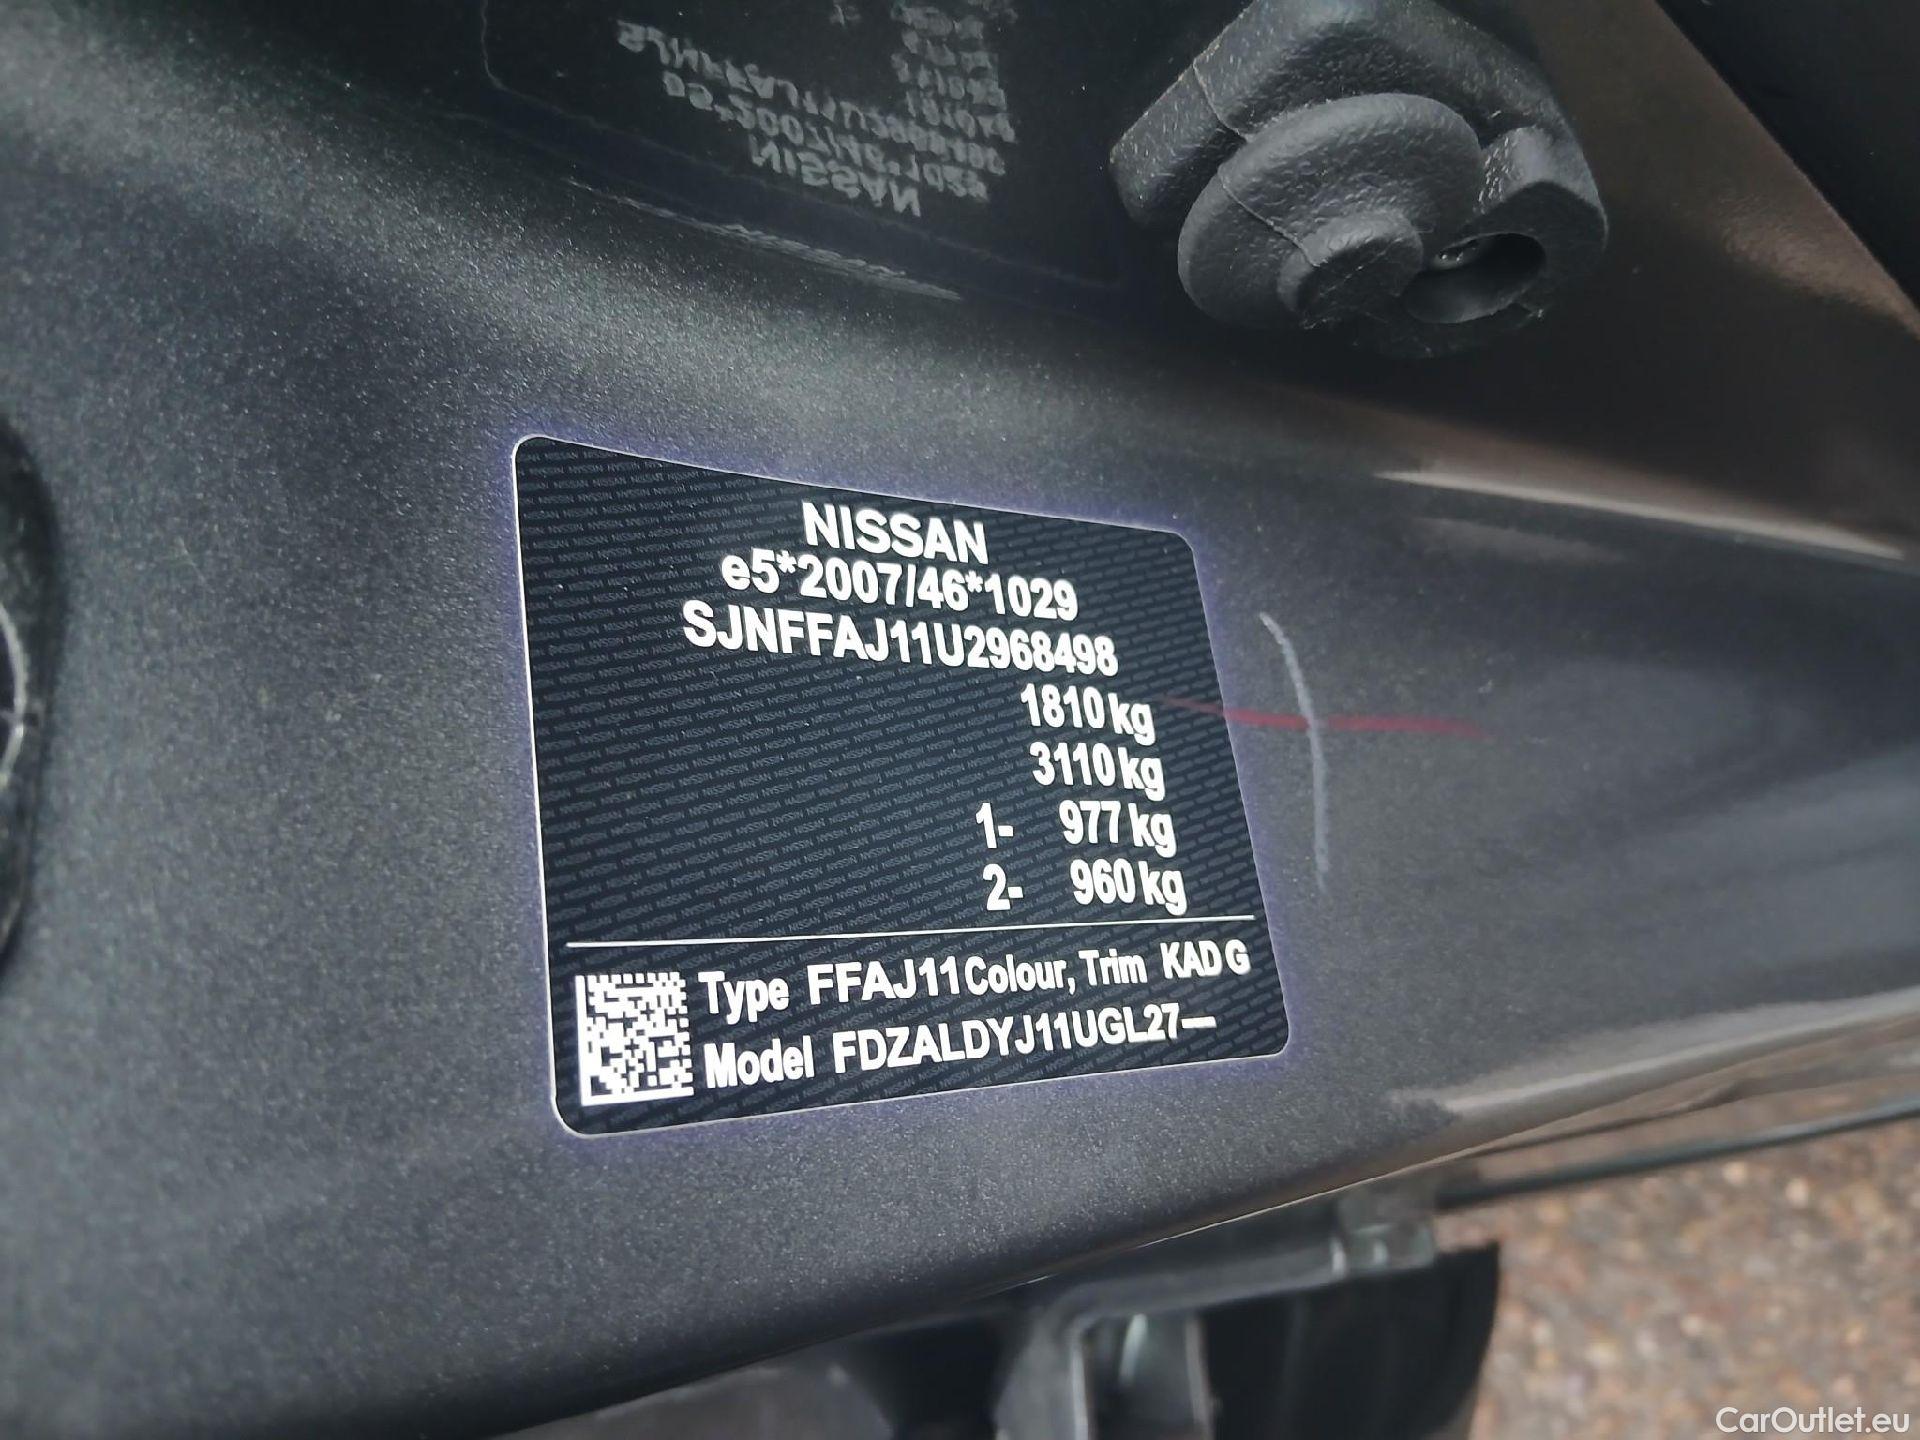 NISSAN
e5*2007/46*1029
SJNFFAJ11U2968498
1810 kg
3110 kg
1- 977 kg
2- 960 kg
Type FFAJ11 Colour, Trim KAD G
Model FDZALDYJ11UGL27—
CarOutlet.eu